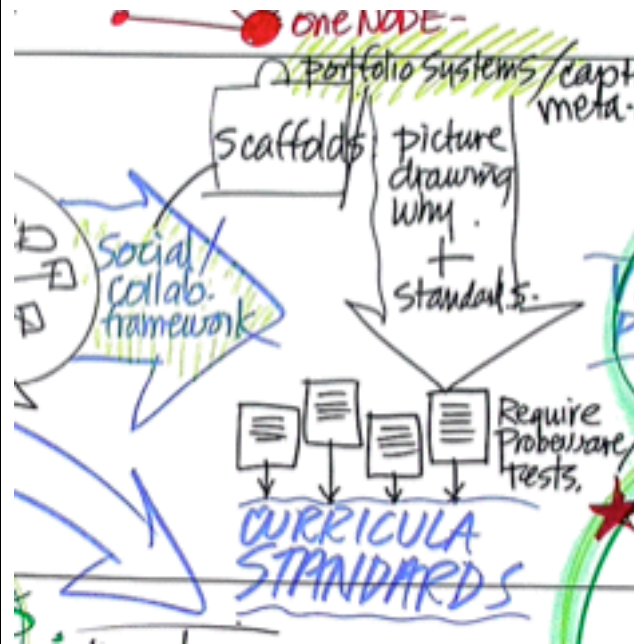 one NODE-
portfolio Systems/capt
meta-
Scaffolds
picture
drawing
why.
+
Standards.
Social/
collab.
framework
Require
Probeware/
tests.
CURRICULA
STANDARDS